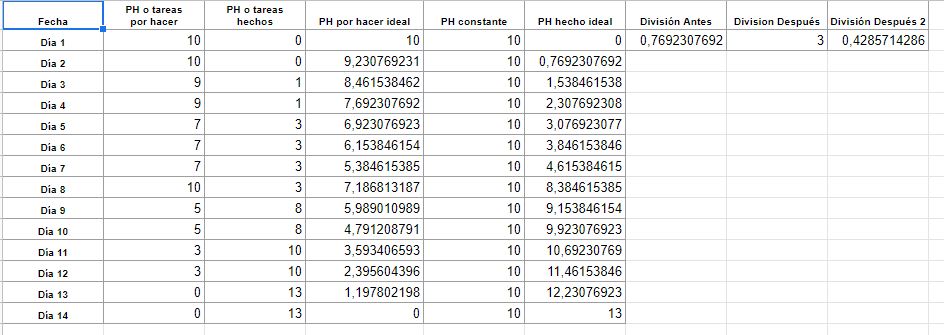 Fecha	PH o tareas por hacer	PH o tareas hechos	PH por hacer ideal	PH constante	PH hecho ideal	División Antes	Division Después	División Después 2
Día 1	10	0	10	10	0	0,7692307692	3	0,4285714286
Día 2	10	0	9,230769231	10	0,7692307692
Día 3	9	1	8,461538462	10	1,538461538
Día 4	9	1	7,692307692	10	2,307692308
Día 5	7	3	6,923076923	10	3,076923077
Día 6	7	3	6,153846154	10	3,846153846
Día 7	7	3	5,384615385	10	4,615384615
Día 8	10	3	7,186813187	10	8,384615385
Día 9	5	8	5,989010989	10	9,153846154
Día 10	5	8	4,791208791	10	9,923076923
Día 11	3	10	3,593406593	10	10,69230769
Día 12	3	10	2,395604396	10	11,46153846
Día 13	0	13	1,197802198	10	12,23076923
Día 14	0	13	0	10	13